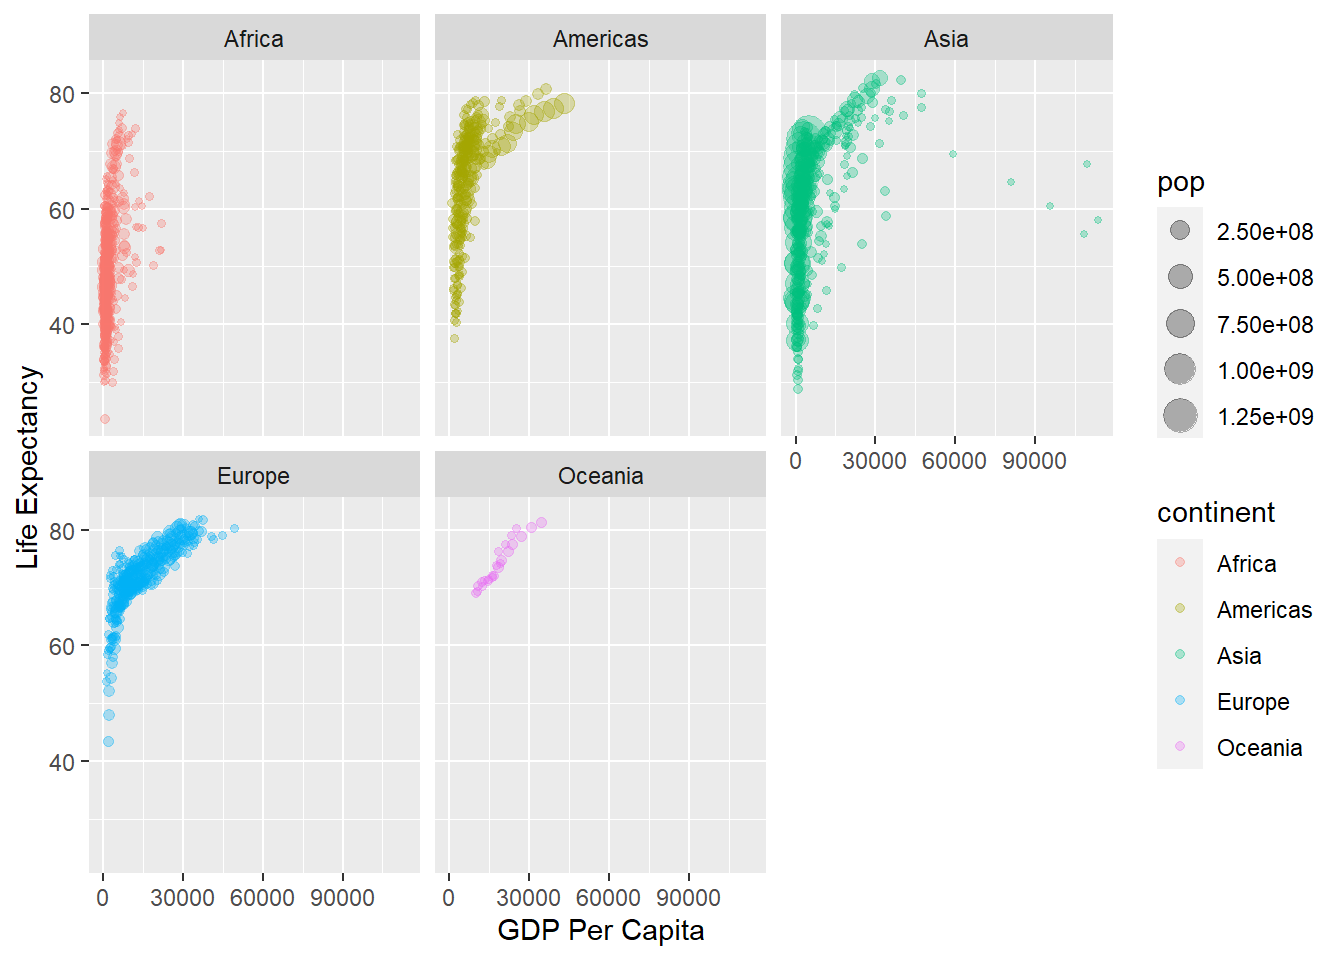 Africa Americas Asia
80
60
40
0 30000 60000 90000
Europe Oceania
80
60
40
0 30000 60000 90000 0 30000 60000 90000
GDP Per Capita
Life Expectancy
pop
2.50e+08
5.00e+08
7.50e+08
1.00e+09
1.25e+09
continent
Africa
Americas
Asia
Europe
Oceania